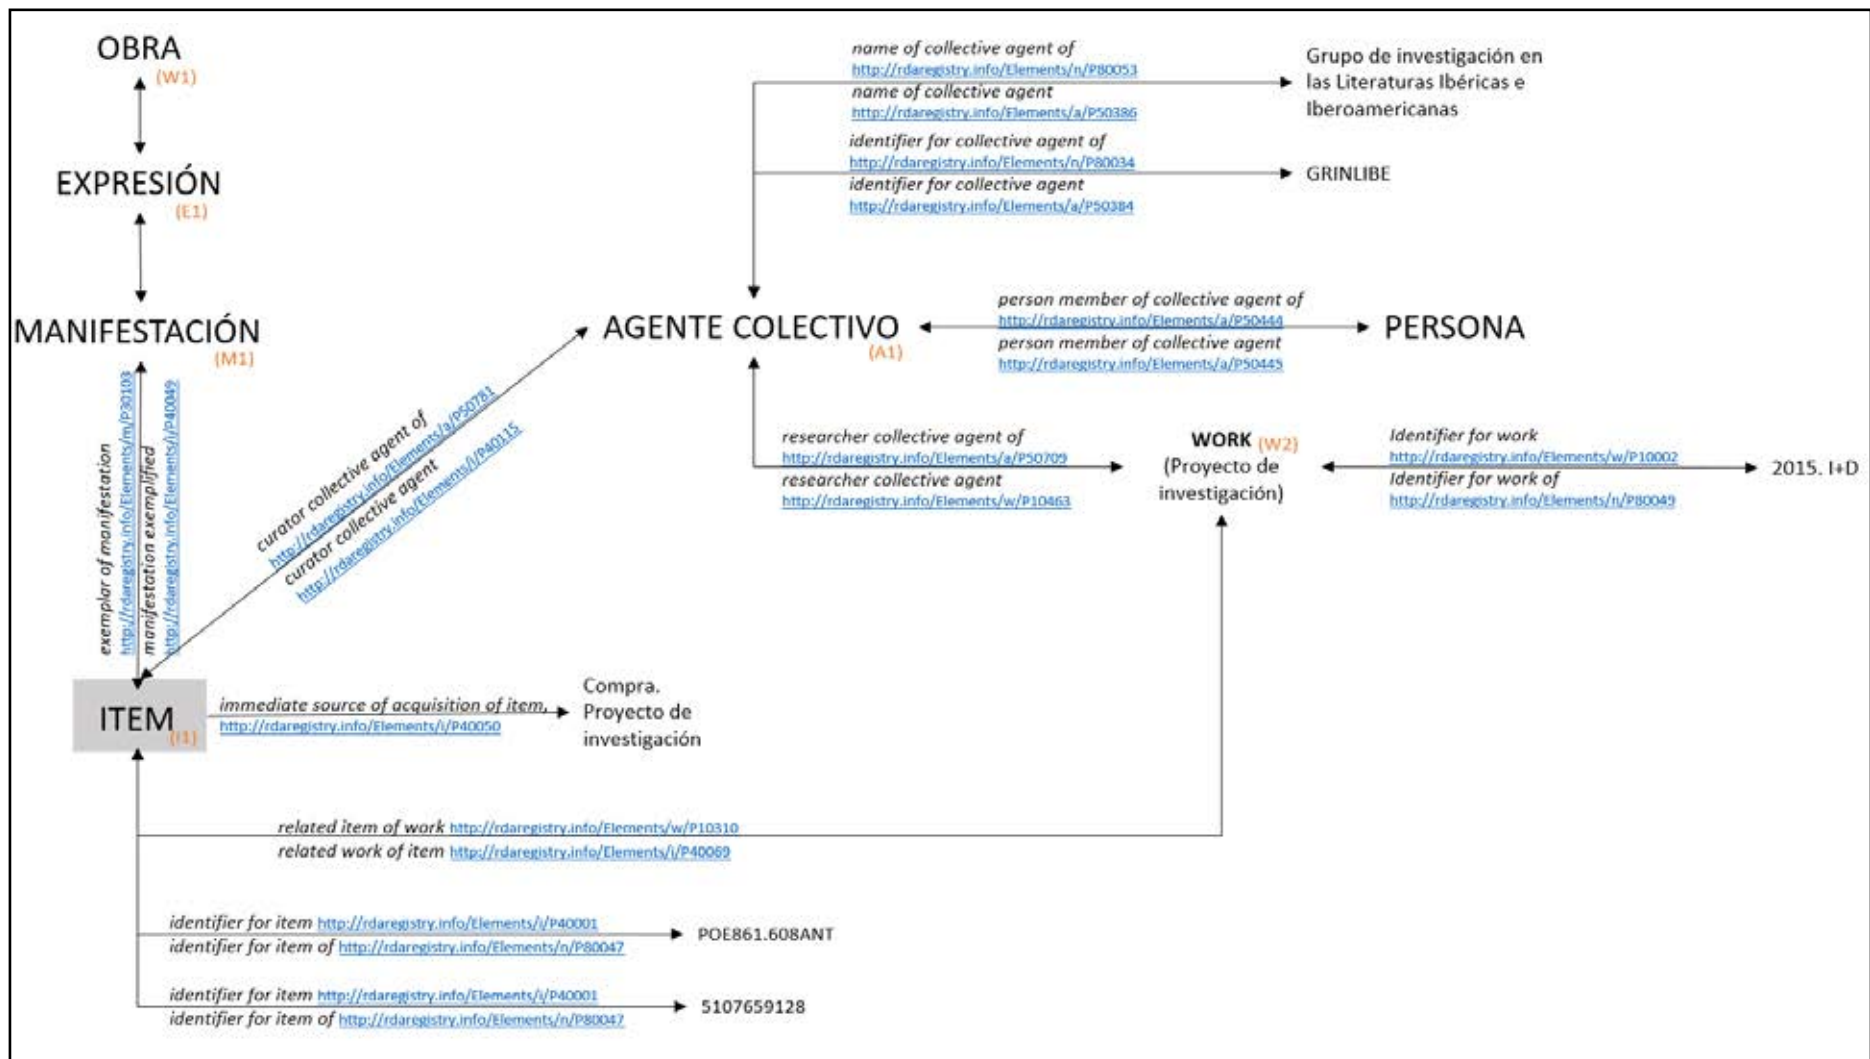 OBRA
(W1)
EXPRESIÓN
(E1)
MANIFESTACIÓN
(M1)
exemplar of manifestation
http://rdaregistry.info/Elements/m/P30103
manifestation exemplified
http://rdaregistry.info/Elements/i/P40049
ITEM
(I1)
curator collective agent of
http://rdaregistry.info/Elements/a/P50781
curator collective agent
http://rdaregistry.info/Elements/i/P40115
name of collective agent of
http://rdaregistry.info/Elements/n/P80053
name of collective agent
http://rdaregistry.info/Elements/a/P50386
Grupo de investigación en
las Literaturas Ibéricas e
Iberoamericanas
identifier for collective agent of
http://rdaregistry.info/Elements/n/P80034
identifier for collective agent
http://rdaregistry.info/Elements/a/P50384
GRINLIBE
AGENTE COLECTIVO
(A1)
person member of collective agent of
http://rdaregistry.info/Elements/a/P50444
person member of collective agent
http://rdaregistry.info/Elements/a/P50445
PERSONA
researcher collective agent of
http://rdaregistry.info/Elements/a/P50709
researcher collective agent
http://rdaregistry.info/Elements/w/P10463
WORK (W2)
(Proyecto de
investigación)
Identifier for work
http://rdaregistry.info/Elements/w/P10002
Identifier for work of
http://rdaregistry.info/Elements/n/P80049
2015. I+D
immediate source of acquisition of item,
http://rdaregistry.info/Elements/i/P40050
Compra.
Proyecto de
investigación
related item of work http://rdaregistry.info/Elements/w/P10310
related work of item http://rdaregistry.info/Elements/i/P40069
identifier for item http://rdaregistry.info/Elements/i/P40001
identifier for item of http://rdaregistry.info/Elements/n/P80047
POE861.608ANT
identifier for item http://rdaregistry.info/Elements/i/P40001
identifier for item of http://rdaregistry.info/Elements/n/P80047
5107659128